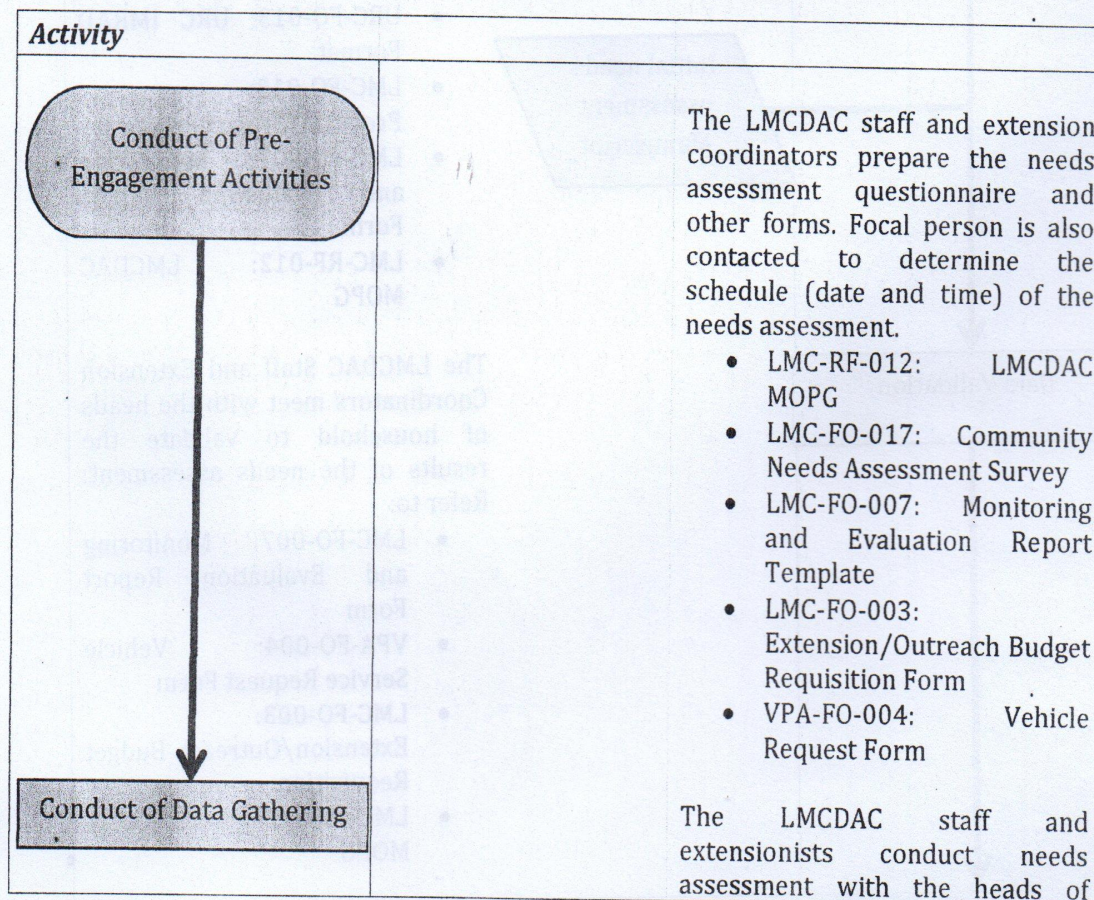 Activity
Conduct of Pre-
Engagement Activities
Conduct of Data Gathering
The LMCDAC staff and extension
coordinators prepare the needs
assessment questionnaire and
other forms. Focal person is also
contacted to determine the
schedule (date and time) of the
needs assessment.
• LMC-RF-012: LMCDAC
MOPG
• LMC-FO-017: Community
Needs Assessment Survey
• LMC-FO-007: Monitoring
and Evaluation Report
Template
• LMC-FO-003:
Extension/Outreach Budget
Requisition Form
• VPA-FO-004: Vehicle
Request Form
The LMCDAC staff and
extensionists conduct needs
assessment with the heads of